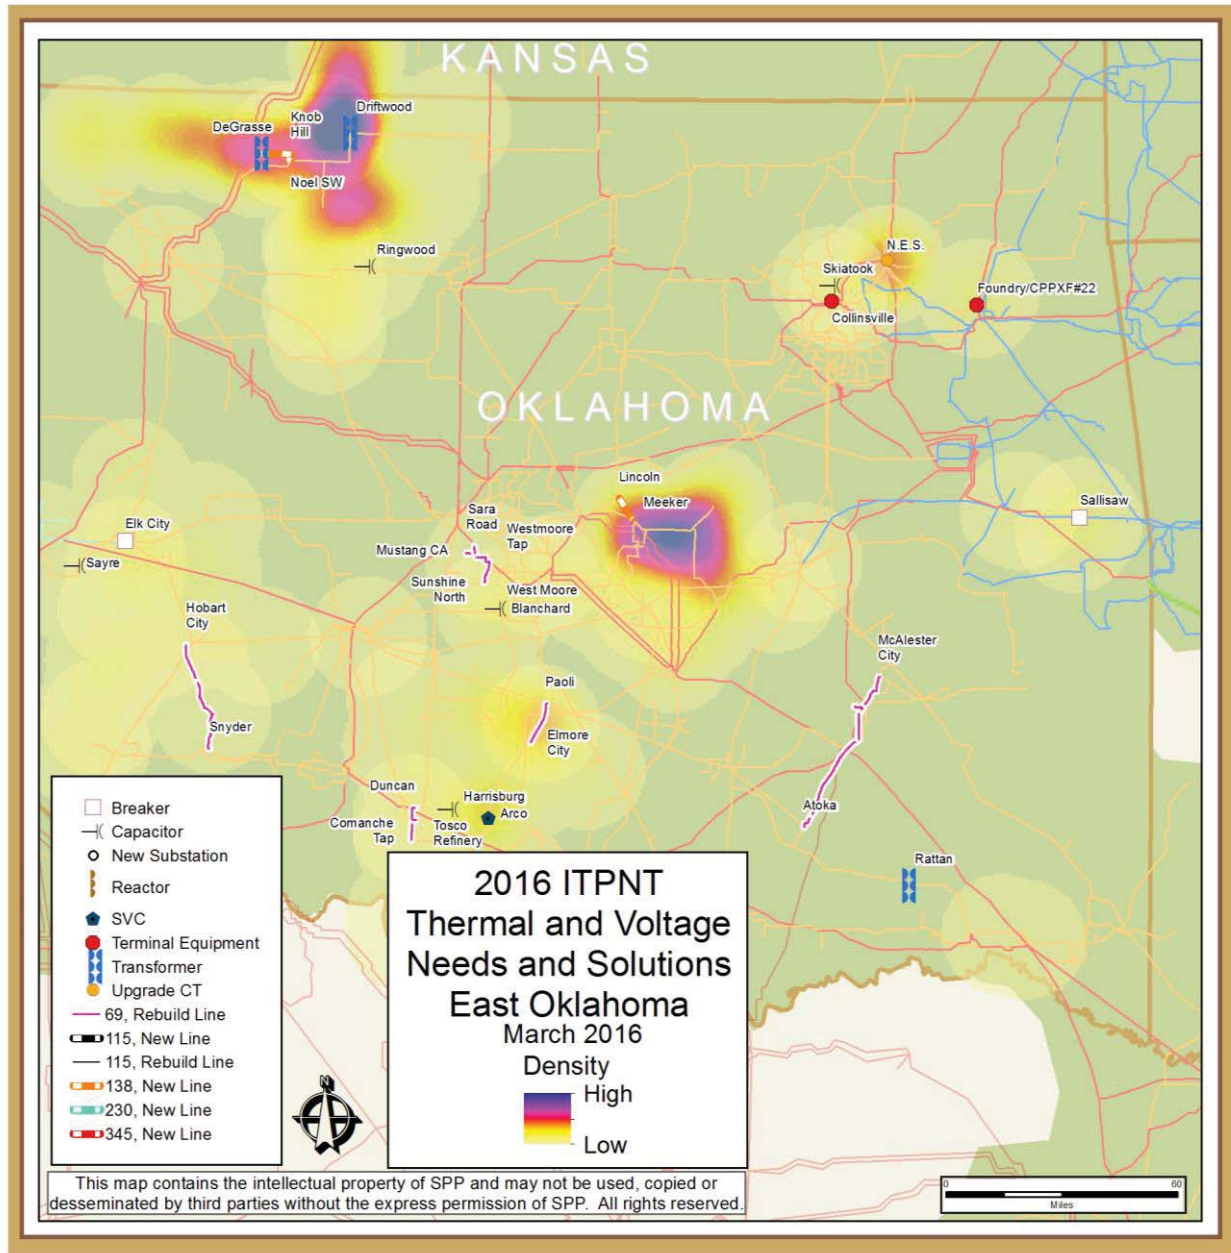 KANSAS
Driftwood
Knob
Hill
DeGrasse
Noel SW
Ringwood
N.E.S.
Skiatook
Foundry/CPPXF#22
Collinsville
OKLAHOMA
Lincoln
Meeker
Sara
Road
Westmoore
Tap
Mustang CA
Sunshine
North
West Moore
Blanchard
Elk City
Sayre
Sallisaw
Hobart
City
Snyder
McAlester
City
Paoli
Elmore
City
Atoka
Duncan
Harrisburg
Arco
Comanche
Tap
Tosco
Refinery
Rattan
Breaker
Capacitor
New Substation
Reactor
SVC
Terminal Equipment
Transformer
Upgrade CT
69, Rebuild Line
115, New Line
115, Rebuild Line
138, New Line
230, New Line
345, New Line
N
2016 ITPNT
Thermal and Voltage
Needs and Solutions
East Oklahoma
March 2016
Density
High
Low
This map contains the intellectual property of SPP and may not be used, copied or
desseminated by third parties without the express permission of SPP. All rights reserved.
0 60
Miles